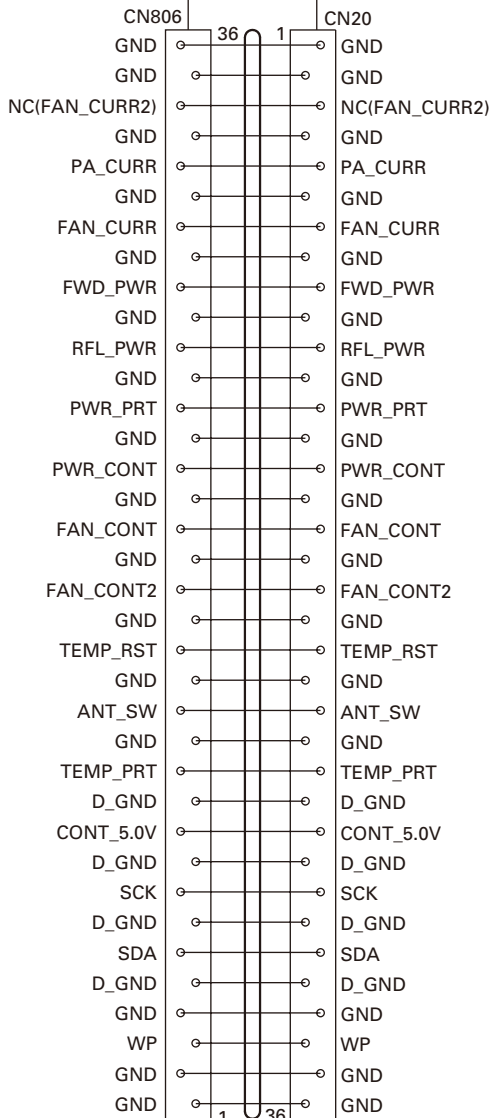 CN806 CN20
36 1
GND GND
GND GND
NC(FAN_CURR2) NC(FAN_CURR2)
GND GND
PA_CURR PA_CURR
GND GND
FAN_CURR FAN_CURR
GND GND
FWD_PWR FWD_PWR
GND GND
RFL_PWR RFL_PWR
GND GND
PWR_PRT PWR_PRT
GND GND
PWR_CONT PWR_CONT
GND GND
FAN_CONT FAN_CONT
GND GND
FAN_CONT2 FAN_CONT2
GND GND
TEMP_RST TEMP_RST
GND GND
ANT_SW ANT_SW
GND GND
TEMP_PRT TEMP_PRT
D_GND D_GND
CONT_5.0V CONT_5.0V
D_GND D_GND
SCK SCK
D_GND D_GND
SDA SDA
D_GND D_GND
GND GND
WP WP
GND GND
GND GND
1 36